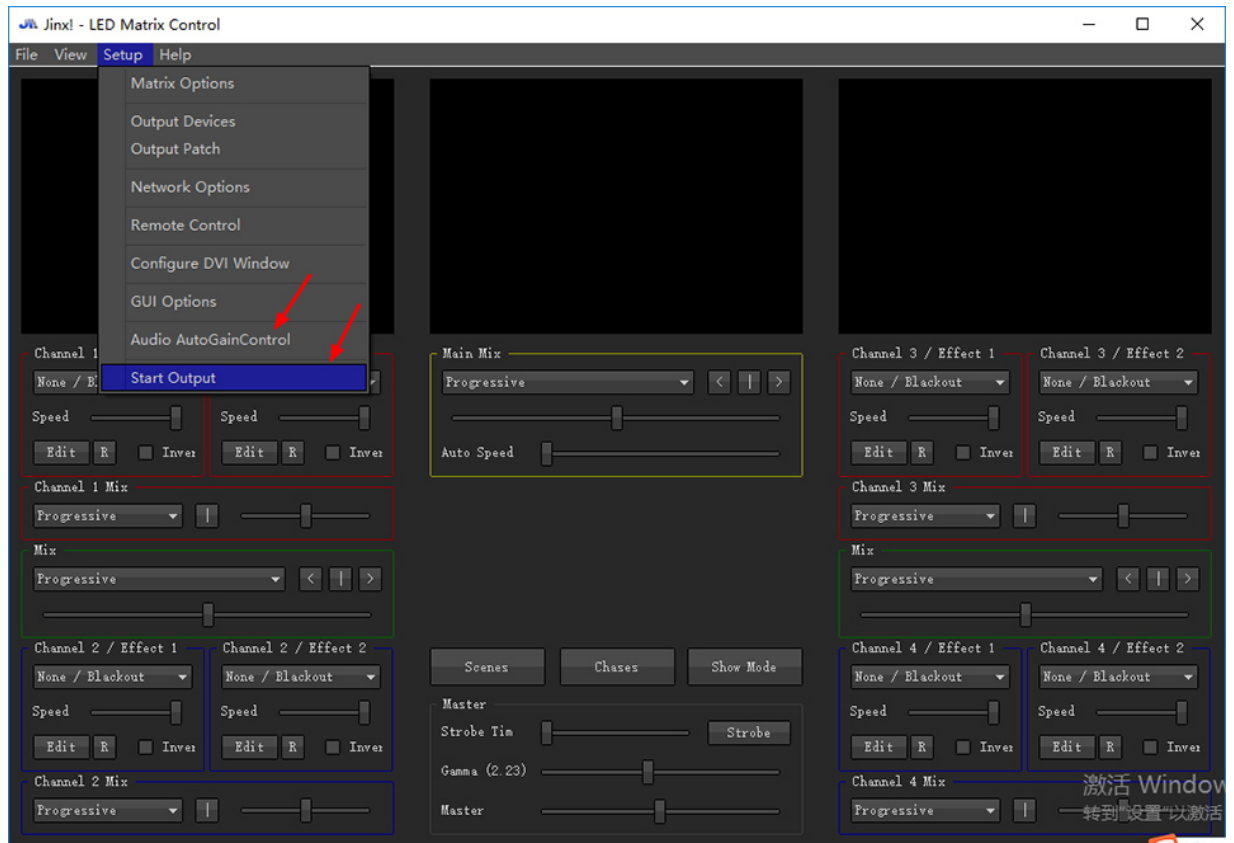 Jinx! - LED Matrix Control
File View Setup Help
Matrix Options
Output Devices
Output Patch
Network Options
Remote Control
Configure DVI Window
GUI Options
Audio AutoGainControl
Start Output
Channel 1
None / B
Speed
Speed
Edit R Inver
Edit R Inver
Channel 1 Mix
Progressive |
Mix
Progressive < | >
Channel 2 / Effect 1
Channel 2 / Effect 2
None / Blackout
None / Blackout
Speed
Speed
Edit R Inver
Edit R Inver
Channel 2 Mix
Progressive |
Main Mix
Progressive < | >
Auto Speed
Scenes Chases Show Mode
Master
Strobe Tim Strobe
Gamma (2.23)
Master
Channel 3 / Effect 1
Channel 3 / Effect 2
None / Blackout
None / Blackout
Speed
Speed
Edit R Inver
Edit R Inver
Channel 3 Mix
Progressive |
Mix
Progressive < | >
Channel 4 / Effect 1
Channel 4 / Effect 2
None / Blackout
None / Blackout
Speed
Speed
Edit R Inver
Edit R Inver
Channel 4 Mix
Progressive |
激活 Window
转到"设置"以激活